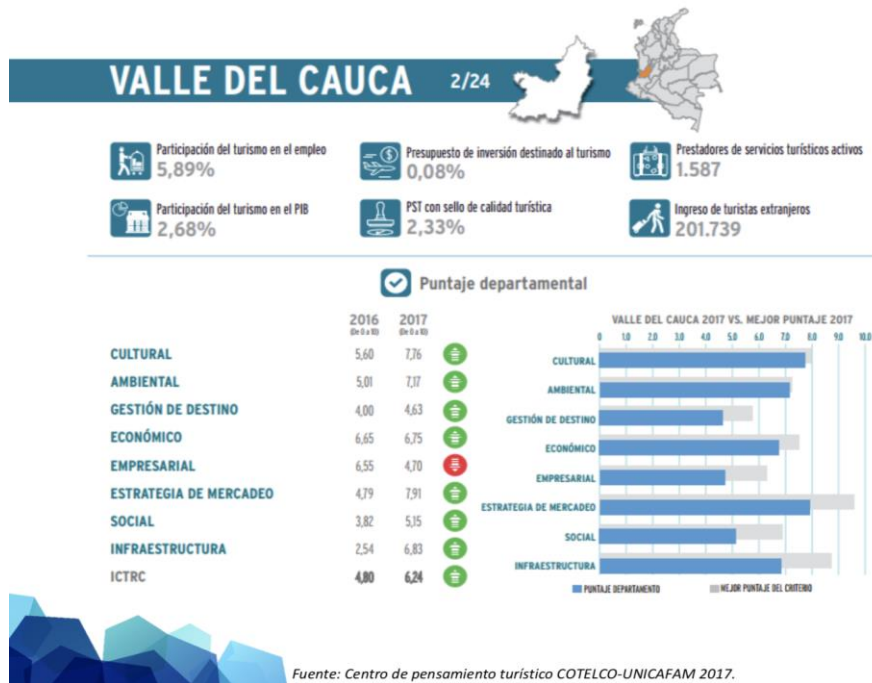 VALLE DEL CAUCA 2/24
Participación del turismo en el empleo
5,89%
Presupuesto de inversión destinado al turismo
0,08%
Prestadores de servicios turísticos activos
1.587
Participación del turismo en el PIB
2,68%
PST con sello de calidad turística
2,33%
Ingreso de turistas extranjeros
201.739
Puntaje departamental
2016 2017
(De 0 a 10) (De 0 a 10)
CULTURAL 5,60 7,76
AMBIENTAL 5,01 7,17
GESTIÓN DE DESTINO 4,00 4,63
ECONÓMICO 6,65 6,75
EMPRESARIAL 6,55 4,70
ESTRATEGIA DE MERCADEO 4,79 7,91
SOCIAL 3,82 5,15
INFRAESTRUCTURA 2,54 6,83
ICTRC 4,80 6,24
VALLE DEL CAUCA 2017 VS. MEJOR PUNTAJE 2017
0 1,0 2,0 3,0 4,0 5,0 6,0 7,0 8,0 9,0 10,0
CULTURAL
AMBIENTAL
GESTIÓN DE DESTINO
ECONÓMICO
EMPRESARIAL
ESTRATEGIA DE MERCADEO
SOCIAL
INFRAESTRUCTURA
PUNTAJE DEPARTAMENTO MEJOR PUNTAJE DEL CRITERIO
Fuente: Centro de pensamiento turístico COTELCO-UNICAFAM 2017.